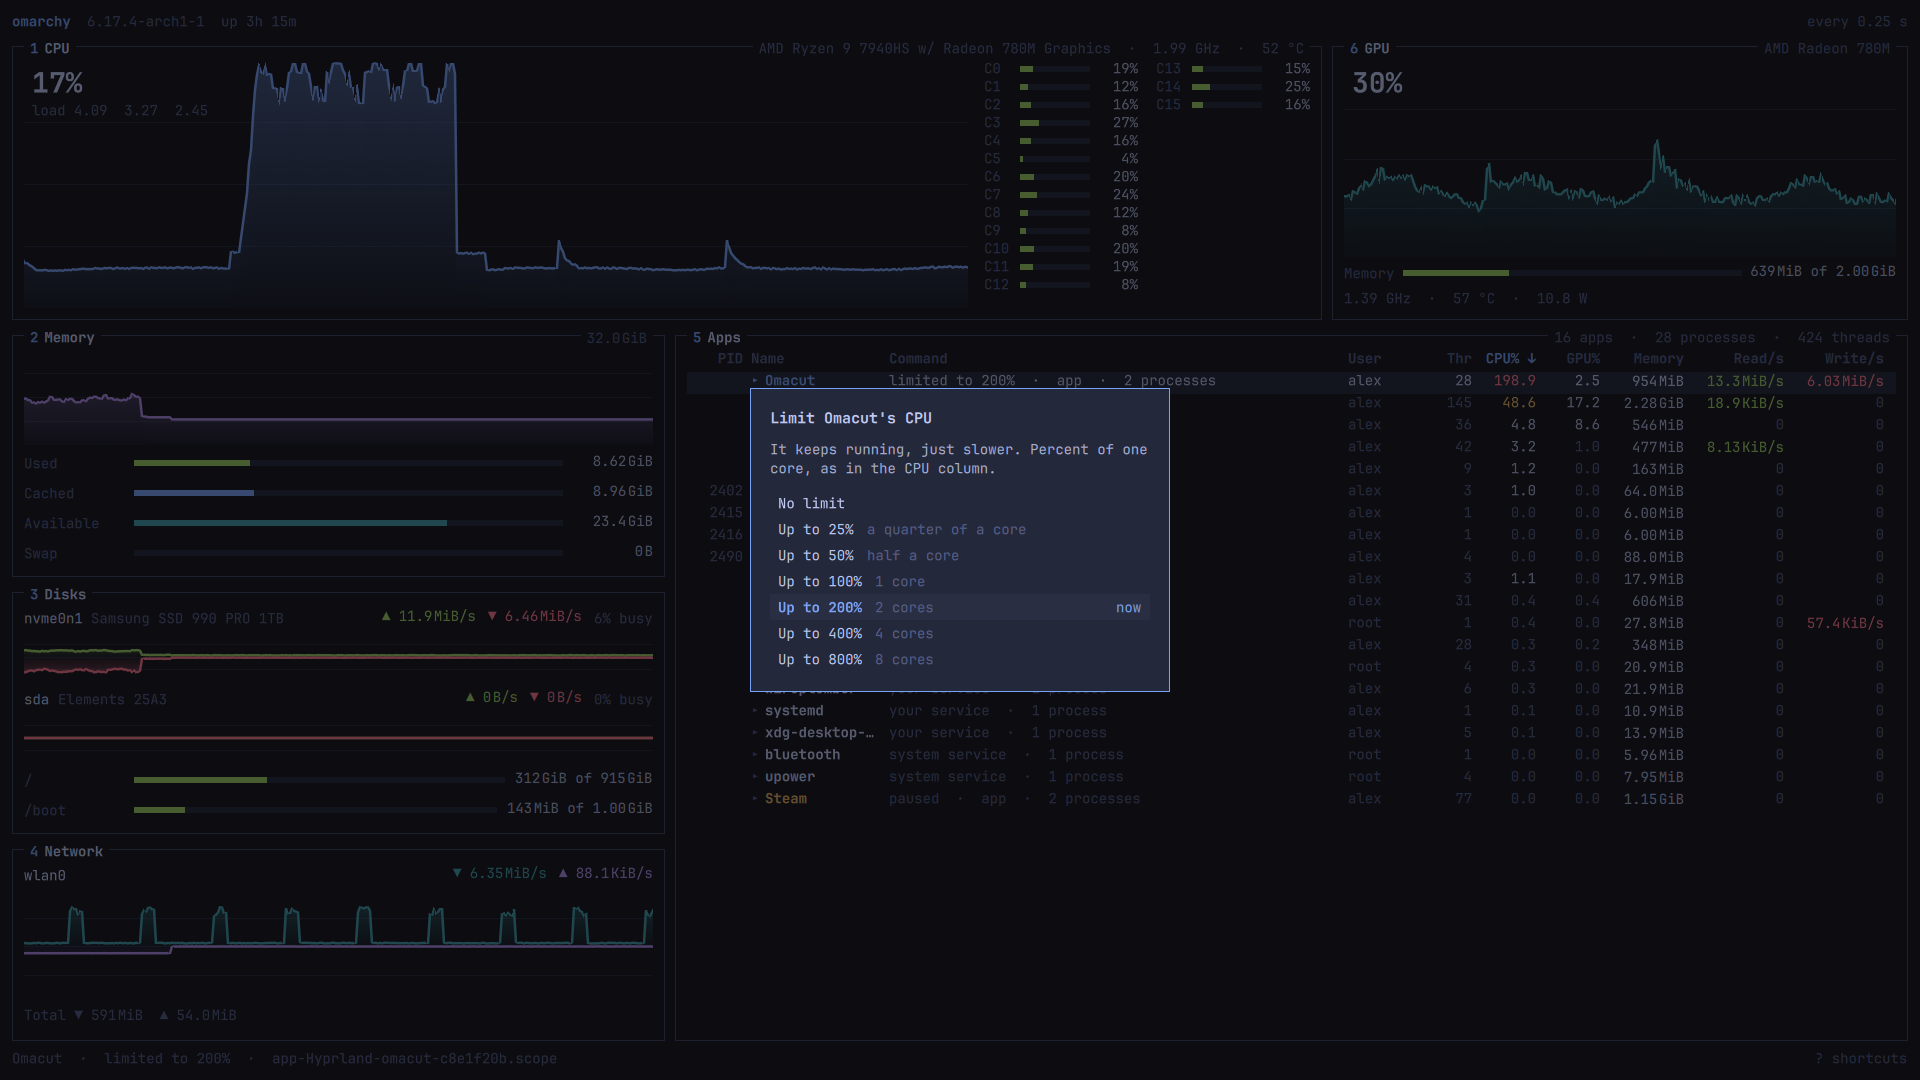 omarchy 6.17.4-arch1-1 up 3h 15m every 0.25 s
1 CPU AMD Ryzen 9 7940HS w/ Radeon 780M Graphics · 1.99 GHz · 52 °C
17%
load 4.09 3.27 2.45
C0 19% C13 15%
C1 12% C14 25%
C2 16% C15 16%
C3 27%
C4 16%
C5 4%
C6 20%
C7 24%
C8 12%
C9 8%
C10 20%
C11 19%
C12 8%
6 GPU AMD Radeon 780M
30%
Memory 639MiB of 2.00GiB
1.39 GHz · 57 °C · 10.8 W
2 Memory 32.0GiB
Used 8.62GiB
Cached 8.96GiB
Available 23.4GiB
Swap 0B
3 Disks
nvme0n1 Samsung SSD 990 PRO 1TB ▲ 11.9MiB/s ▼ 6.46MiB/s 6% busy
sda Elements 25A3 ▲ 0B/s ▼ 0B/s 0% busy
/ 312GiB of 915GiB
/boot 143MiB of 1.00GiB
4 Network
wlan0 ▼ 6.35MiB/s ▲ 88.1KiB/s
Total ▼ 591MiB ▲ 54.0MiB
5 Apps 16 apps · 28 processes · 424 threads
PID Name Command User Thr CPU% ↓ GPU% Memory Read/s Write/s
▸ Omacut limited to 200% · app · 2 processes alex 28 198.9 2.5 954MiB 13.3MiB/s 6.03MiB/s
alex 145 48.6 17.2 2.28GiB 18.9KiB/s 0
alex 36 4.8 8.6 546MiB 0 0
alex 42 3.2 1.0 477MiB 8.13KiB/s 0
alex 9 1.2 0.0 163MiB 0 0
2402 alex 3 1.0 0.0 64.0MiB 0 0
2415 alex 1 0.0 0.0 6.00MiB 0 0
2416 alex 1 0.0 0.0 6.00MiB 0 0
2490 alex 4 0.0 0.0 88.0MiB 0 0
alex 3 1.1 0.0 17.9MiB 0 0
alex 31 0.4 0.4 606MiB 0 0
root 1 0.4 0.0 27.8MiB 0 57.4KiB/s
alex 28 0.3 0.2 348MiB 0 0
root 4 0.3 0.0 20.9MiB 0 0
alex 6 0.3 0.0 21.9MiB 0 0
▸ systemd your service · 1 process alex 1 0.1 0.0 10.9MiB 0 0
▸ xdg-desktop-… your service · 1 process alex 5 0.1 0.0 13.9MiB 0 0
▸ bluetooth system service · 1 process root 1 0.0 0.0 5.96MiB 0 0
▸ upower system service · 1 process root 4 0.0 0.0 7.95MiB 0 0
▸ Steam paused · app · 2 processes alex 77 0.0 0.0 1.15GiB 0 0
Limit Omacut's CPU
It keeps running, just slower. Percent of one
core, as in the CPU column.
No limit
Up to 25% a quarter of a core
Up to 50% half a core
Up to 100% 1 core
Up to 200% 2 cores now
Up to 400% 4 cores
Up to 800% 8 cores
Omacut · limited to 200% · app-Hyprland-omacut-c8e1f20b.scope ? shortcuts